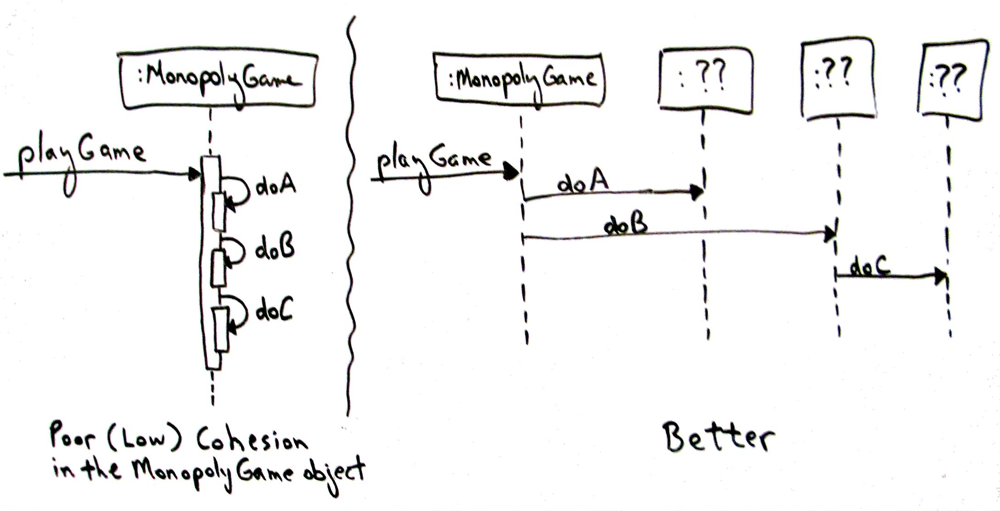 :MonopolyGame
playGame
doA
doB
doC
Poor (Low) Cohesion
in the MonopolyGame object
:MonopolyGame
: ??
:??
:??
playGame
doA
doB
doC
Better